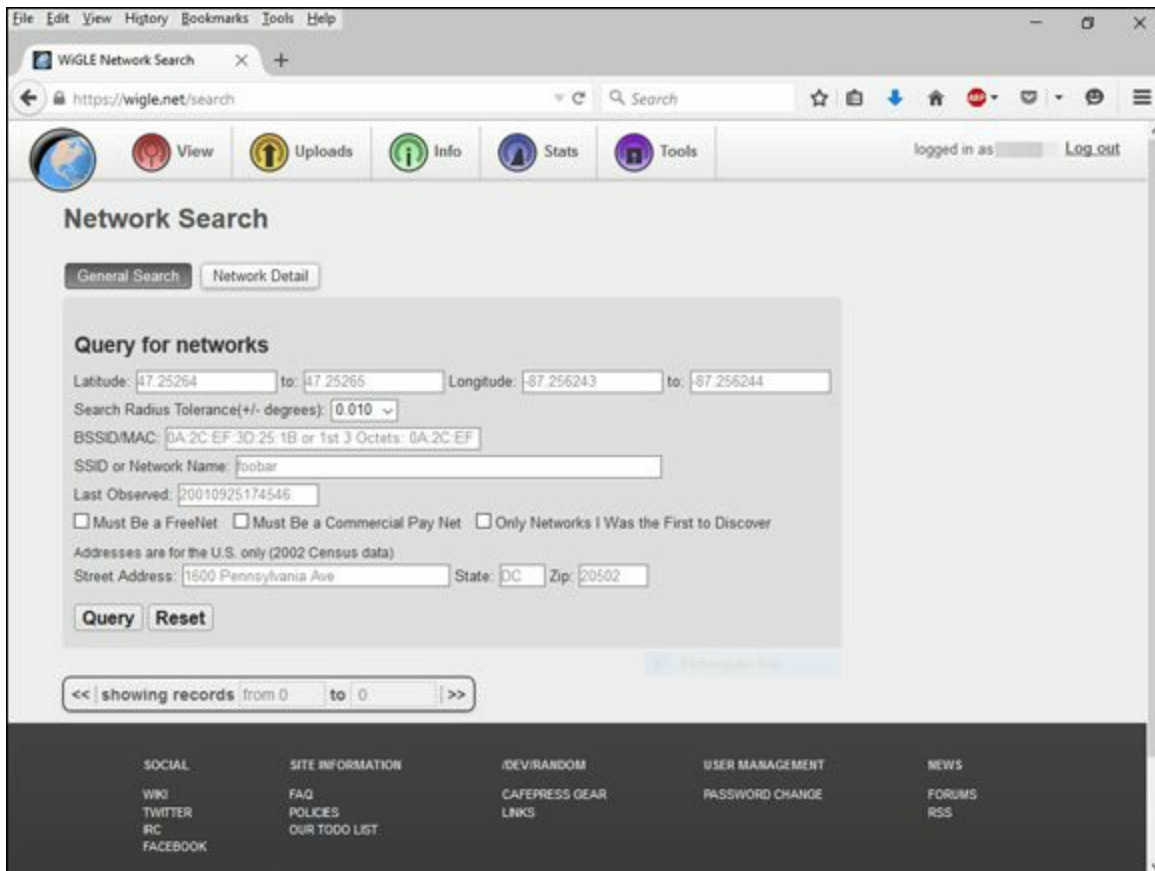 File Edit View History Bookmarks Tools Help
WiGLE Network Search
https://wigle.net/search Search ABP
View Uploads Info Stats Tools logged in as Log out
Network Search
General Search Network Detail
Query for networks
Latitude: 47.25264 to: 47.25265 Longitude: -87.256243 to: -87.256244
Search Radius Tolerance(+/- degrees): 0.010
BSSID/MAC: 0A:2C:EF:3D:25:1B or 1st 3 Octets: 0A:2C:EF
SSID or Network Name: foobar
Last Observed: 20010925174546
Must Be a FreeNet Must Be a Commercial Pay Net Only Networks I Was the First to Discover
Addresses are for the U.S. only (2002 Census data)
Street Address: 1600 Pennsylvania Ave State: DC Zip: 20502
Query Reset
<< showing records from 0 to 0 >>
SOCIAL SITE INFORMATION /DEV/RANDOM USER MANAGEMENT NEWS
WIKI FAQ CAFEPRESS GEAR PASSWORD CHANGE FORUMS
TWITTER POLICIES LINKS RSS
IRC OUR TODO LIST
FACEBOOK